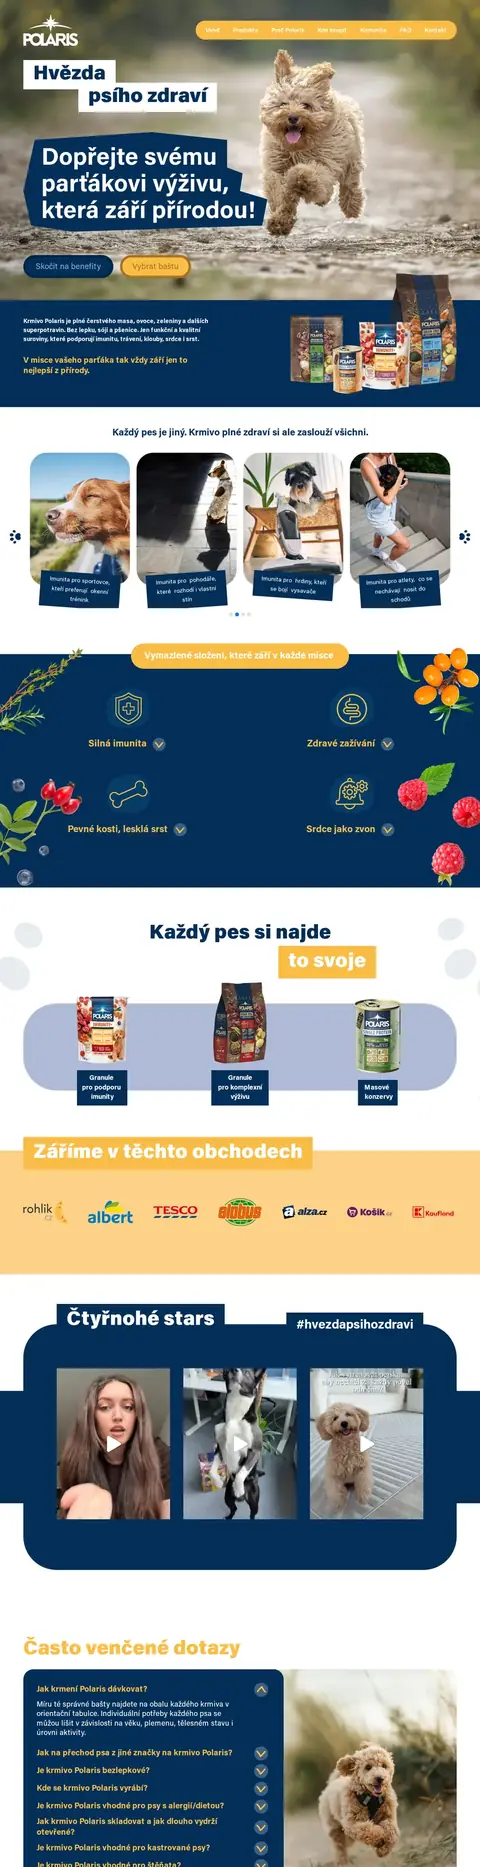 POLARIS
Úvod Produkty Proč Polaris Kde koupit Komunita FAQ Kontakt
Hvězda
psího zdraví
Dopřejte svému
parťákovi výživu,
která září přírodou!
Skočit na benefity
Vybrat baštu
Krmivo Polaris je plné čerstvého masa, ovoce, zeleniny a dalších
superpotravin. Bez lepku, sóji a pšenice. Jen funkční a kvalitní
suroviny, které podporují imunitu, trávení, klouby, srdce i srst.
V misce vašeho parťáka tak vždy září jen to
nejlepší z přírody.
Každý pes je jiný. Krmivo plné zdraví si ale zaslouží všichni.
Imunita pro sportovce,
kteří preferují okenní
trénink
Imunita pro pohodáře,
které rozhodí i vlastní
stín
Imunita pro hrdiny, kteří
se bojí vysavače
Imunita pro atlety, co se
nechávají nosit do
schodů
Vymazlené složení, které září v každé misce
Silná imunita
Zdravé zažívání
Pevné kosti, lesklá srst
Srdce jako zvon
Každý pes si najde
to svoje
POLARIS
POLARIS
POLARIS
Granule
pro podporu
imunity
Granule
pro komplexní
výživu
Masové
konzervy
Záříme v těchto obchodech
rohlik
CZ
albert
TESCO
Globus
alza.cz
Košík.cz
Kaufland
Čtyřnohé stars
#hvezdapsihozdravi
Často venčené dotazy
Jak krmení Polaris dávkovat?
Míru té správné bašty najdete na obalu každého krmiva v
orientační tabulce. Individuální potřeby každého psa se
můžou lišit v závislosti na věku, plemenu, tělesném stavu i
úrovni aktivity.
Jak na přechod psa z jiné značky na krmivo Polaris?
Je krmivo Polaris bezlepkové?
Kde se krmivo Polaris vyrábí?
Je krmivo Polaris vhodné pro psy s alergií/dietou?
Jak krmivo Polaris skladovat a jak dlouho vydrží
otevřené?
Je krmivo Polaris vhodné pro kastrované psy?
Je krmivo Polaris vhodné pro štěňata?